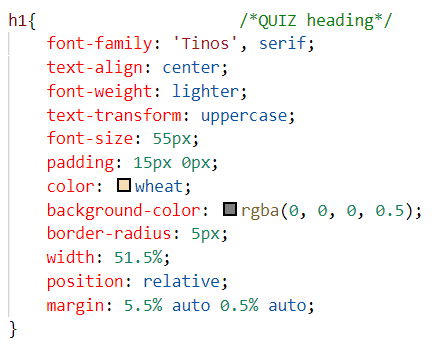 h1{ /*QUIZ heading*/
font-family: 'Tinos', serif;
text-align: center;
font-weight: lighter;
text-transform: uppercase;
font-size: 55px;
padding: 15px 0px;
color: wheat;
background-color: rgba(0, 0, 0, 0.5);
border-radius: 5px;
width: 51.5%;
position: relative;
margin: 5.5% auto 0.5% auto;
}